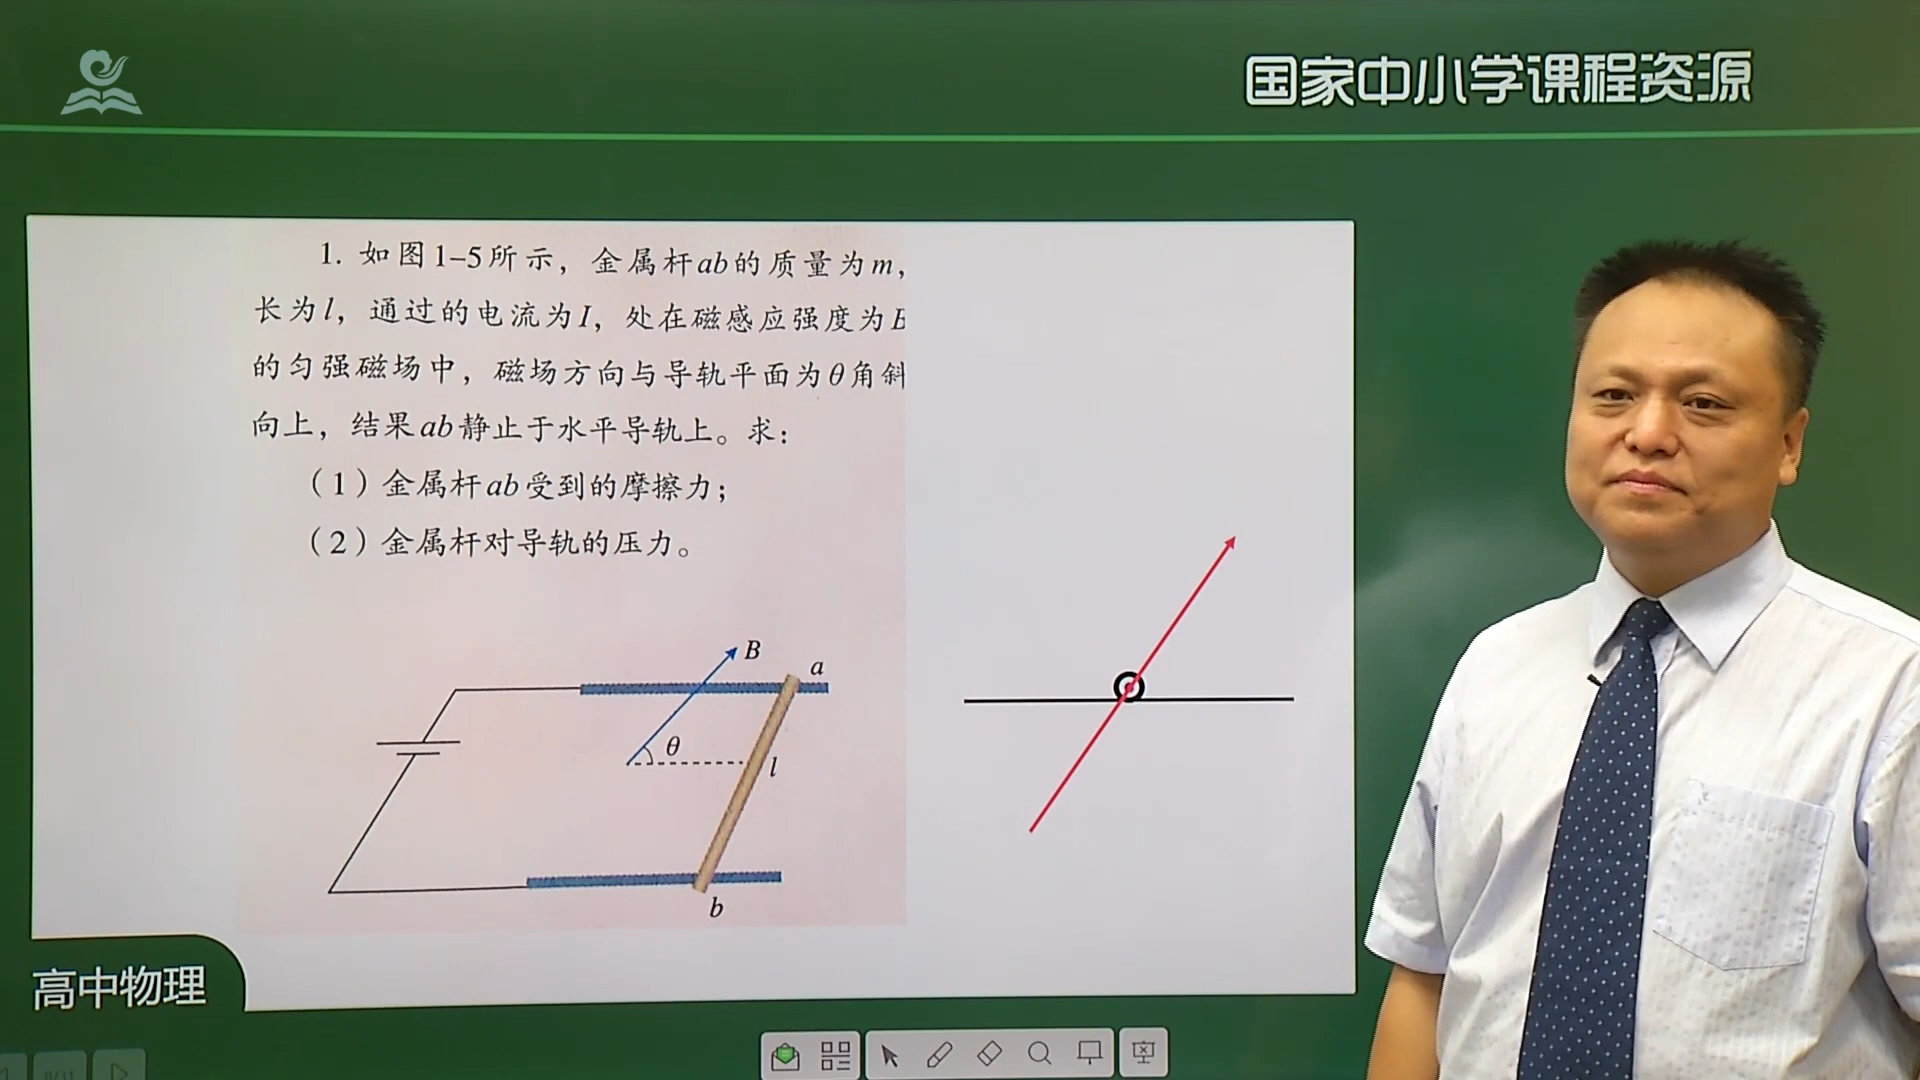 国家中小学课程资源
1. 如图1–5所示，金属杆ab的质量为m，
长为l，通过的电流为I，处在磁感应强度为B
的匀强磁场中，磁场方向与导轨平面为θ角斜
向上，结果ab静止于水平导轨上。求：
（1）金属杆ab受到的摩擦力；
（2）金属杆对导轨的压力。
B
a
θ
l
b
高中物理